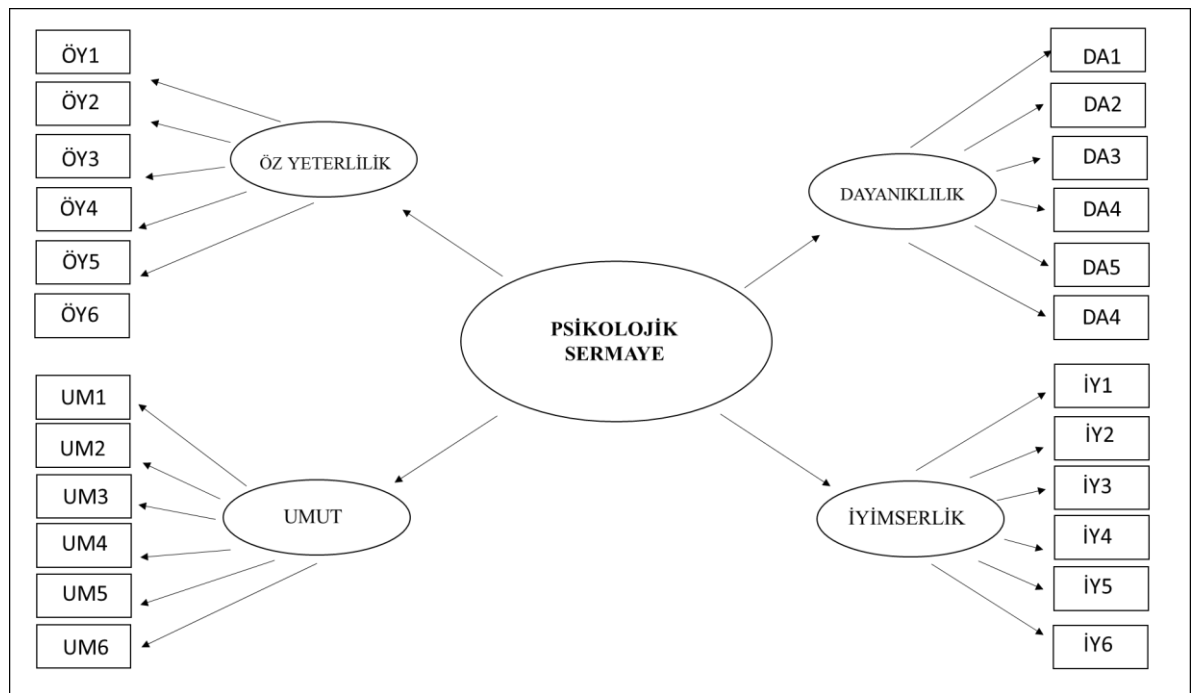 ÖY1
ÖY2
ÖY3
ÖY4
ÖY5
ÖY6
ÖZ YETERLİLİK
UM1
UM2
UM3
UM4
UM5
UM6
UMUT
PSİKOLOJİK
SERMAYE
DAYANIKLILIK
DA1
DA2
DA3
DA4
DA5
DA4
İYİMSERLİK
İY1
İY2
İY3
İY4
İY5
İY6